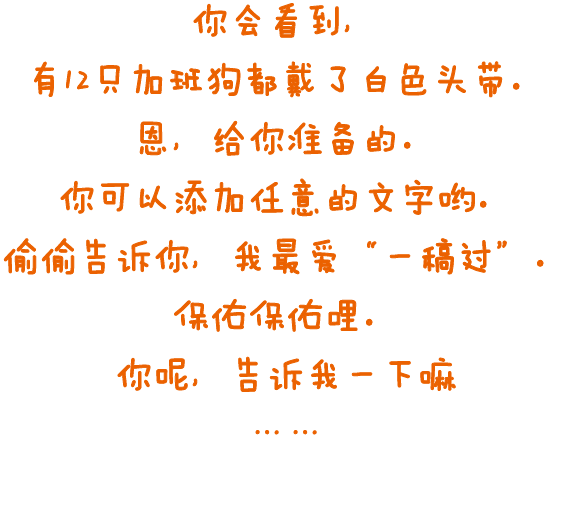 你会看到,
有12只加班狗都戴了白色头带.
恩, 给你准备的.
你可以添加任意的文字哟.
偷偷告诉你, 我最爱“一稿过”.
保佑保佑哩.
你呢, 告诉我一下嘛
... ...